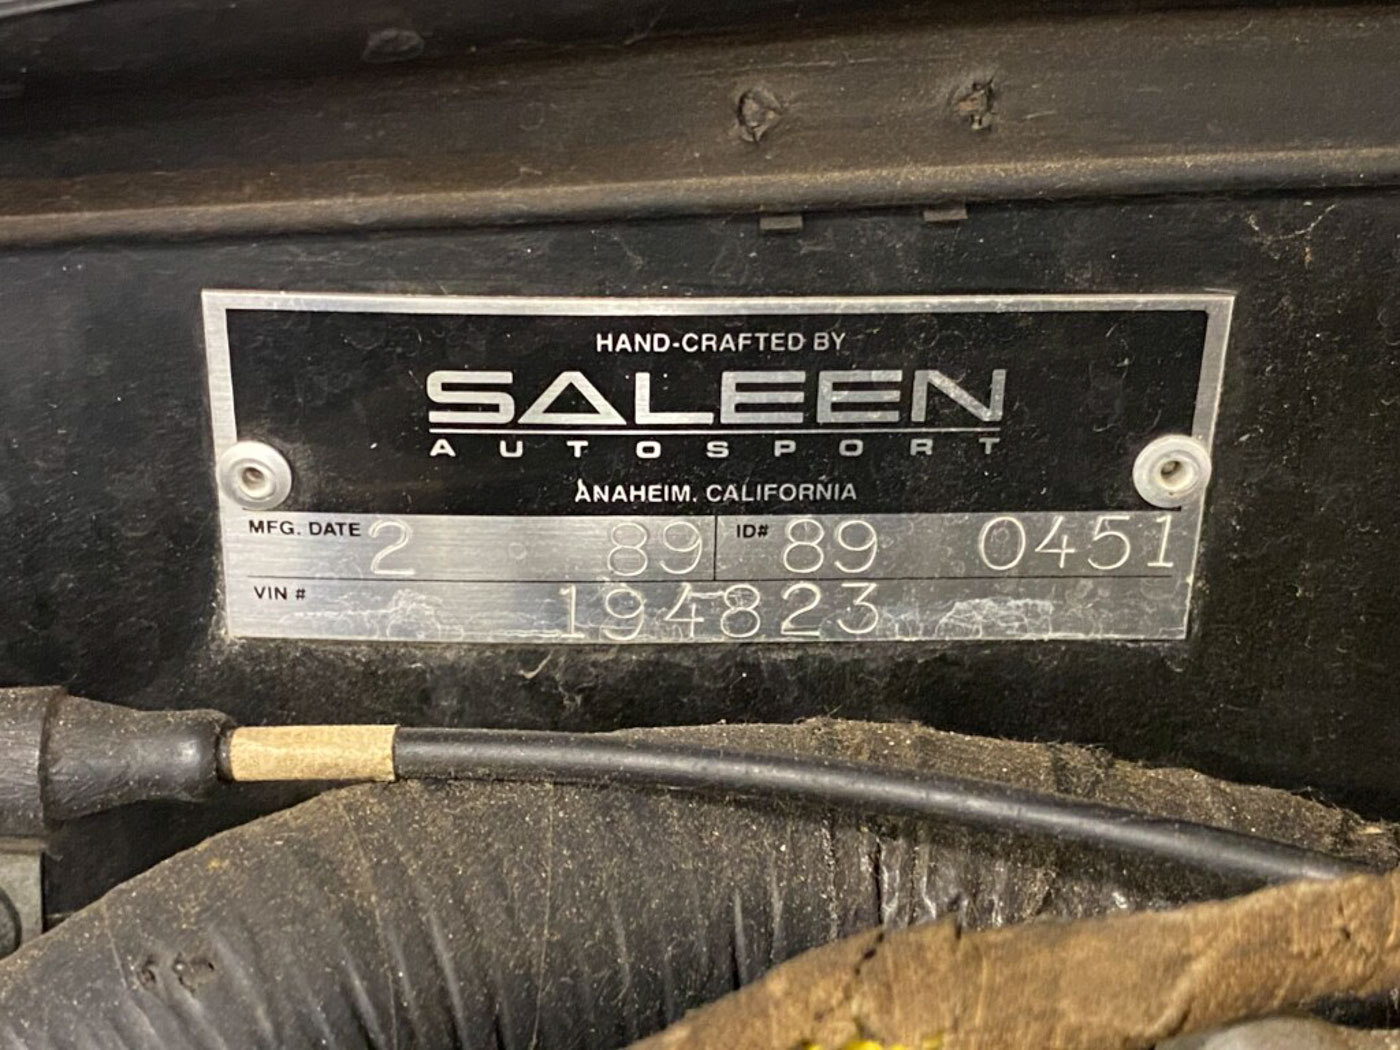 HAND-CRAFTED BY
SALEEN
AUTOSPORT
ANAHEIM, CALIFORNIA
MFG. DATE 2 89 ID# 89 0451
VIN # 194823